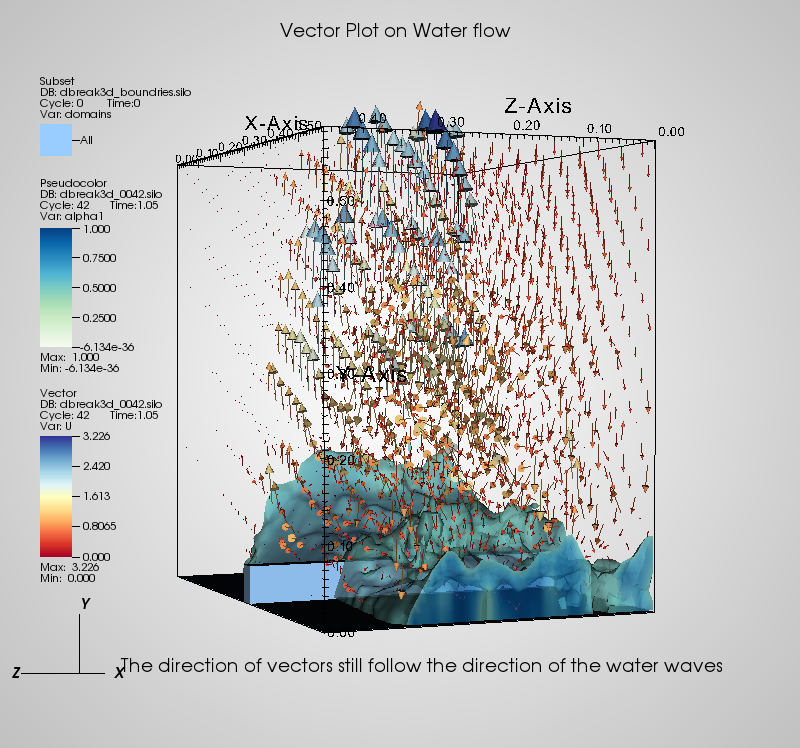 Vector Plot on Water flow
Subset
DB: dbreak3d_boundries.silo
Cycle: 0 Time:0
Var: domains
All
Pseudocolor
DB: dbreak3d_0042.silo
Cycle: 42 Time:1.05
Var: alpha1
1.000
0.7500
0.5000
0.2500
-6.134e-36
Max: 1.000
Min: -6.134e-36
Vector
DB: dbreak3d_0042.silo
Cycle: 42 Time:1.05
Var: U
3.226
2.420
1.613
0.8065
0.000
Max: 3.226
Min: 0.000
X-Axis
0.00 0.10 0.20 0.30 0.40 0.50
Z-Axis
0.40 0.30 0.20 0.10 0.00
0.50
0.40
Y-Axis
0.20
0.10
0.00
Y
Z X
The direction of vectors still follow the direction of the water waves